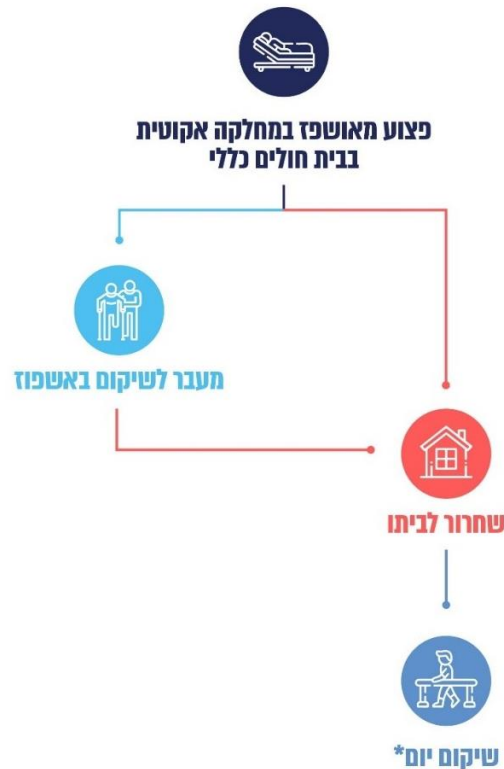 פצוע מאושפז במחלקה אקוטית
בבית חולים כללי
מעבר לשיקום באשפוז
שחרור לביתו
שיקום יום*